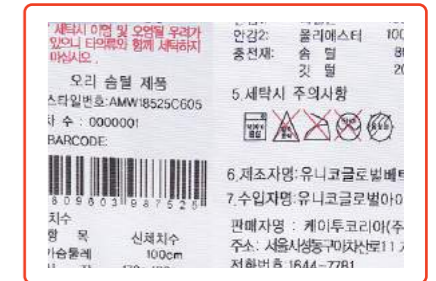 세탁시 이염 및 오염될 우려가
있으니 타의류와 함께 세탁하지
마십시오.
오리 솜털 제품
스타일번호:AMW18525C605
차 수 : 0000001
BARCODE:
8 09803 987525
치수
항 목 신체치수
가슴둘레 100cm
안감2: 폴리에스터 100
충전재: 솜 털 80
깃 털 20
5.세탁시 주의사항
6.제조자명:유니코글로벌베트
7.수입자명:유니코글로벌아이
판매자명 : 케이투코리아(주
주소: 서울시성동구아차산로11
전화번호:1644-7781